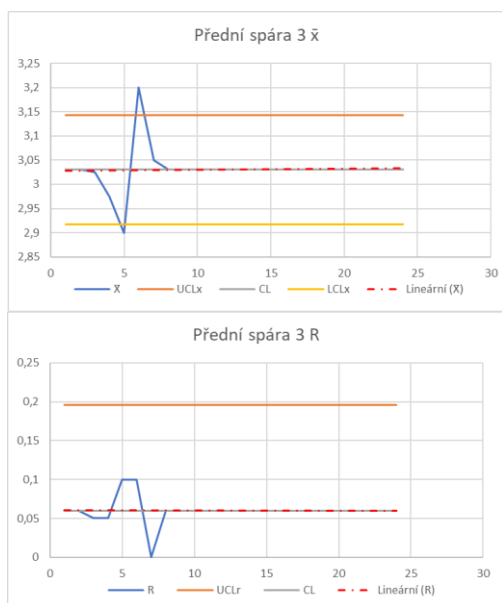 Přední spára 3 x̄
3,25
3,2
3,15
3,1
3,05
3
2,95
2,9
2,85
0 5 10 15 20 25 30
X̄ UCLx CL LCLx Lineární (X̄)
Přední spára 3 R
0,25
0,2
0,15
0,1
0,05
0
0 5 10 15 20 25 30
R UCLr CL Lineární (R)